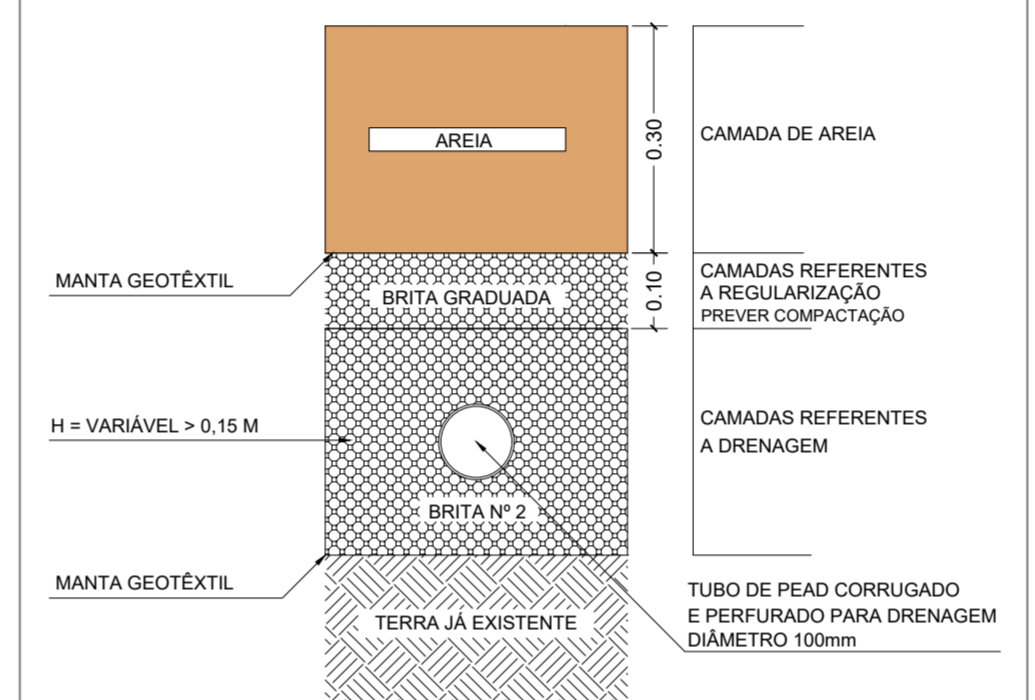 AREIA
0.30
CAMADA DE AREIA
MANTA GEOTÊXTIL
BRITA GRADUADA
0.10
CAMADAS REFERENTES
A REGULARIZAÇÃO
PREVER COMPACTAÇÃO
H = VARIÁVEL > 0,15 M
CAMADAS REFERENTES
A DRENAGEM
BRITA Nº 2
MANTA GEOTÊXTIL
TERRA JÁ EXISTENTE
TUBO DE PEAD CORRUGADO
E PERFURADO PARA DRENAGEM
DIÂMETRO 100mm